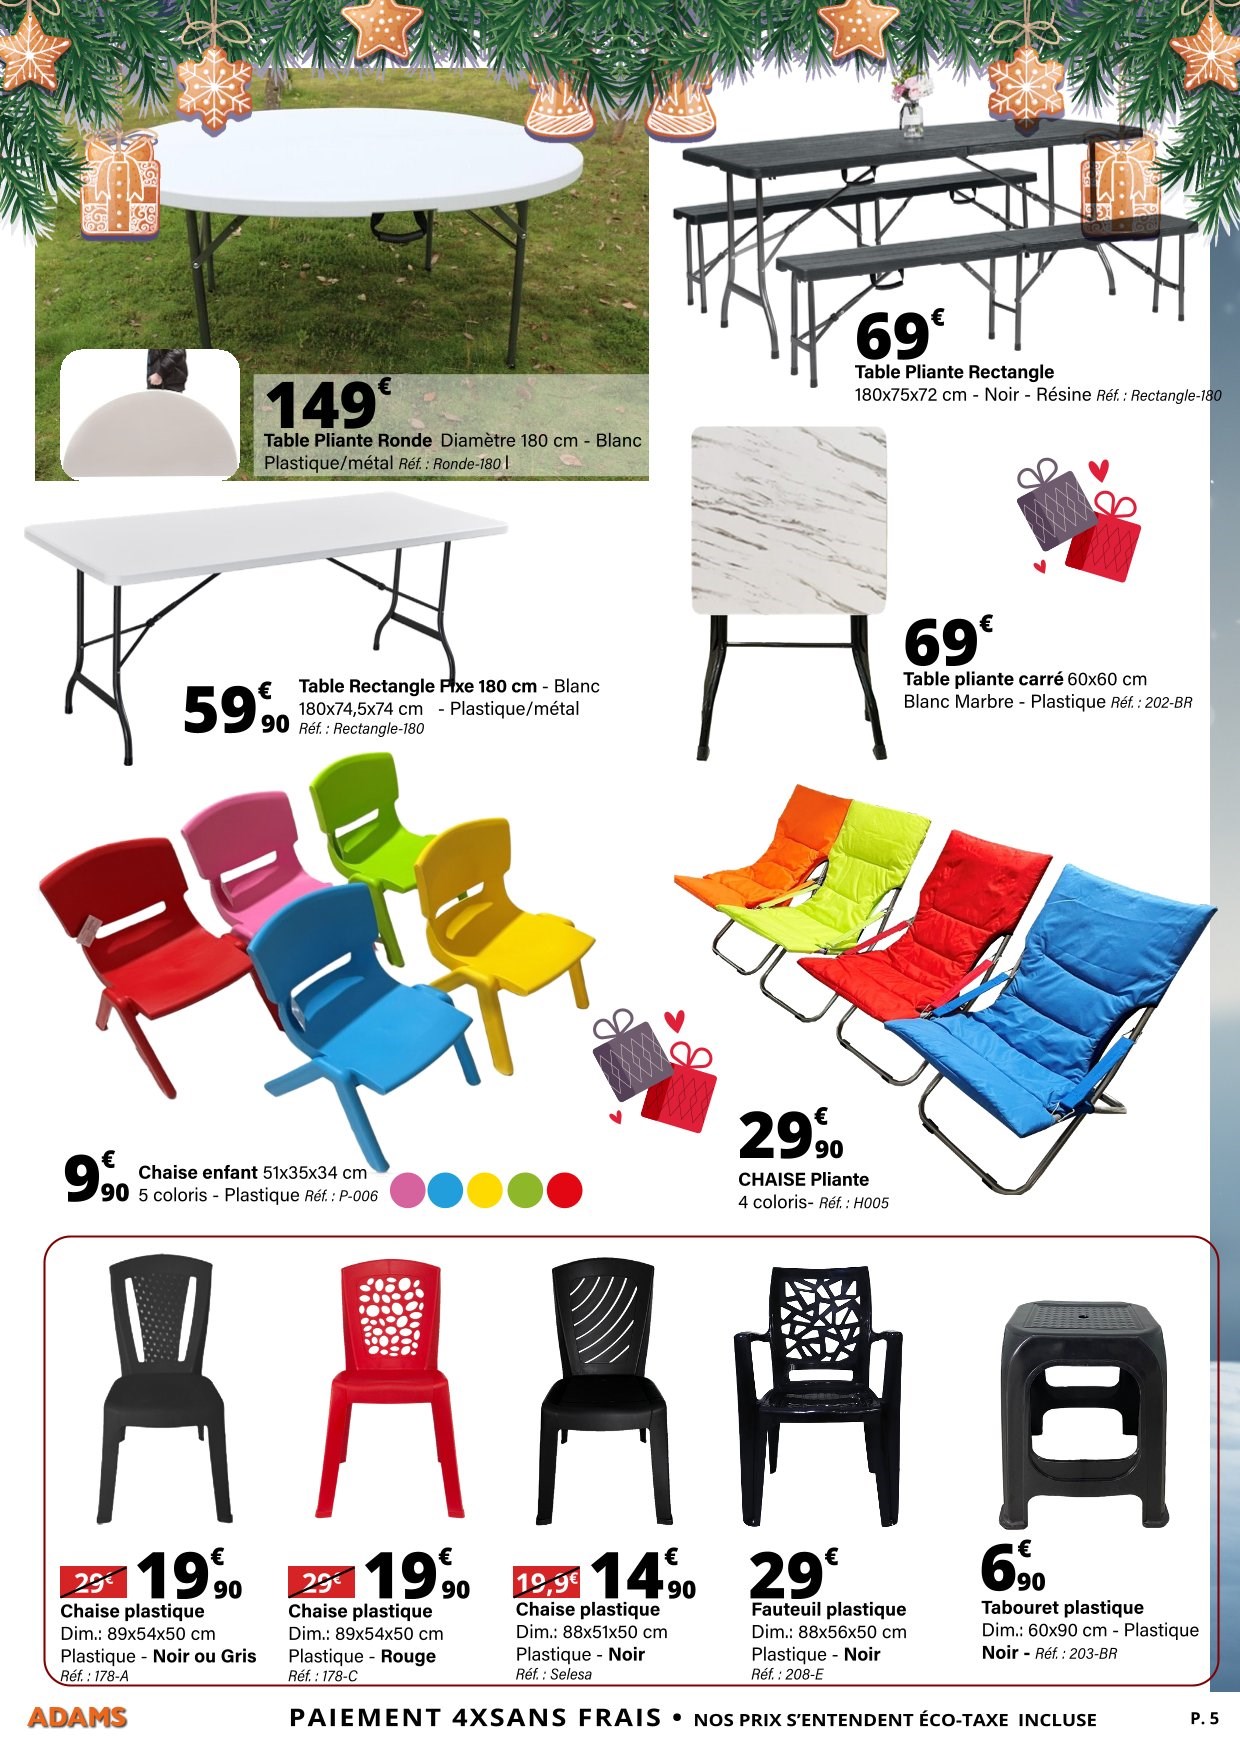 149€
Table Pliante Ronde Diamètre 180 cm - Blanc
Plastique/métal Réf. : Ronde-180 l
69€
Table Pliante Rectangle
180x75x72 cm - Noir - Résine Réf. : Rectangle-180
59€90
Table Rectangle Fixe 180 cm - Blanc
180x74,5x74 cm - Plastique/métal
Réf. : Rectangle-180
69€
Table pliante carré 60x60 cm
Blanc Marbre - Plastique Réf. : 202-BR
9€90
Chaise enfant 51x35x34 cm
5 coloris - Plastique Réf. : P-006
29€90
CHAISE Pliante
4 coloris- Réf. : H005
29€ 19€90
Chaise plastique
Dim.: 89x54x50 cm
Plastique - Noir ou Gris
Réf. : 178-A
29€ 19€90
Chaise plastique
Dim.: 89x54x50 cm
Plastique - Rouge
Réf. : 178-C
19,9€ 14€90
Chaise plastique
Dim.: 88x51x50 cm
Plastique - Noir
Réf. : Selesa
29€
Fauteuil plastique
Dim.: 88x56x50 cm
Plastique - Noir
Réf. : 208-E
6€90
Tabouret plastique
Dim.: 60x90 cm - Plastique
Noir - Réf. : 203-BR
ADAMS
PAIEMENT 4XSANS FRAIS • NOS PRIX S'ENTENDENT ÉCO-TAXE INCLUSE
P. 5